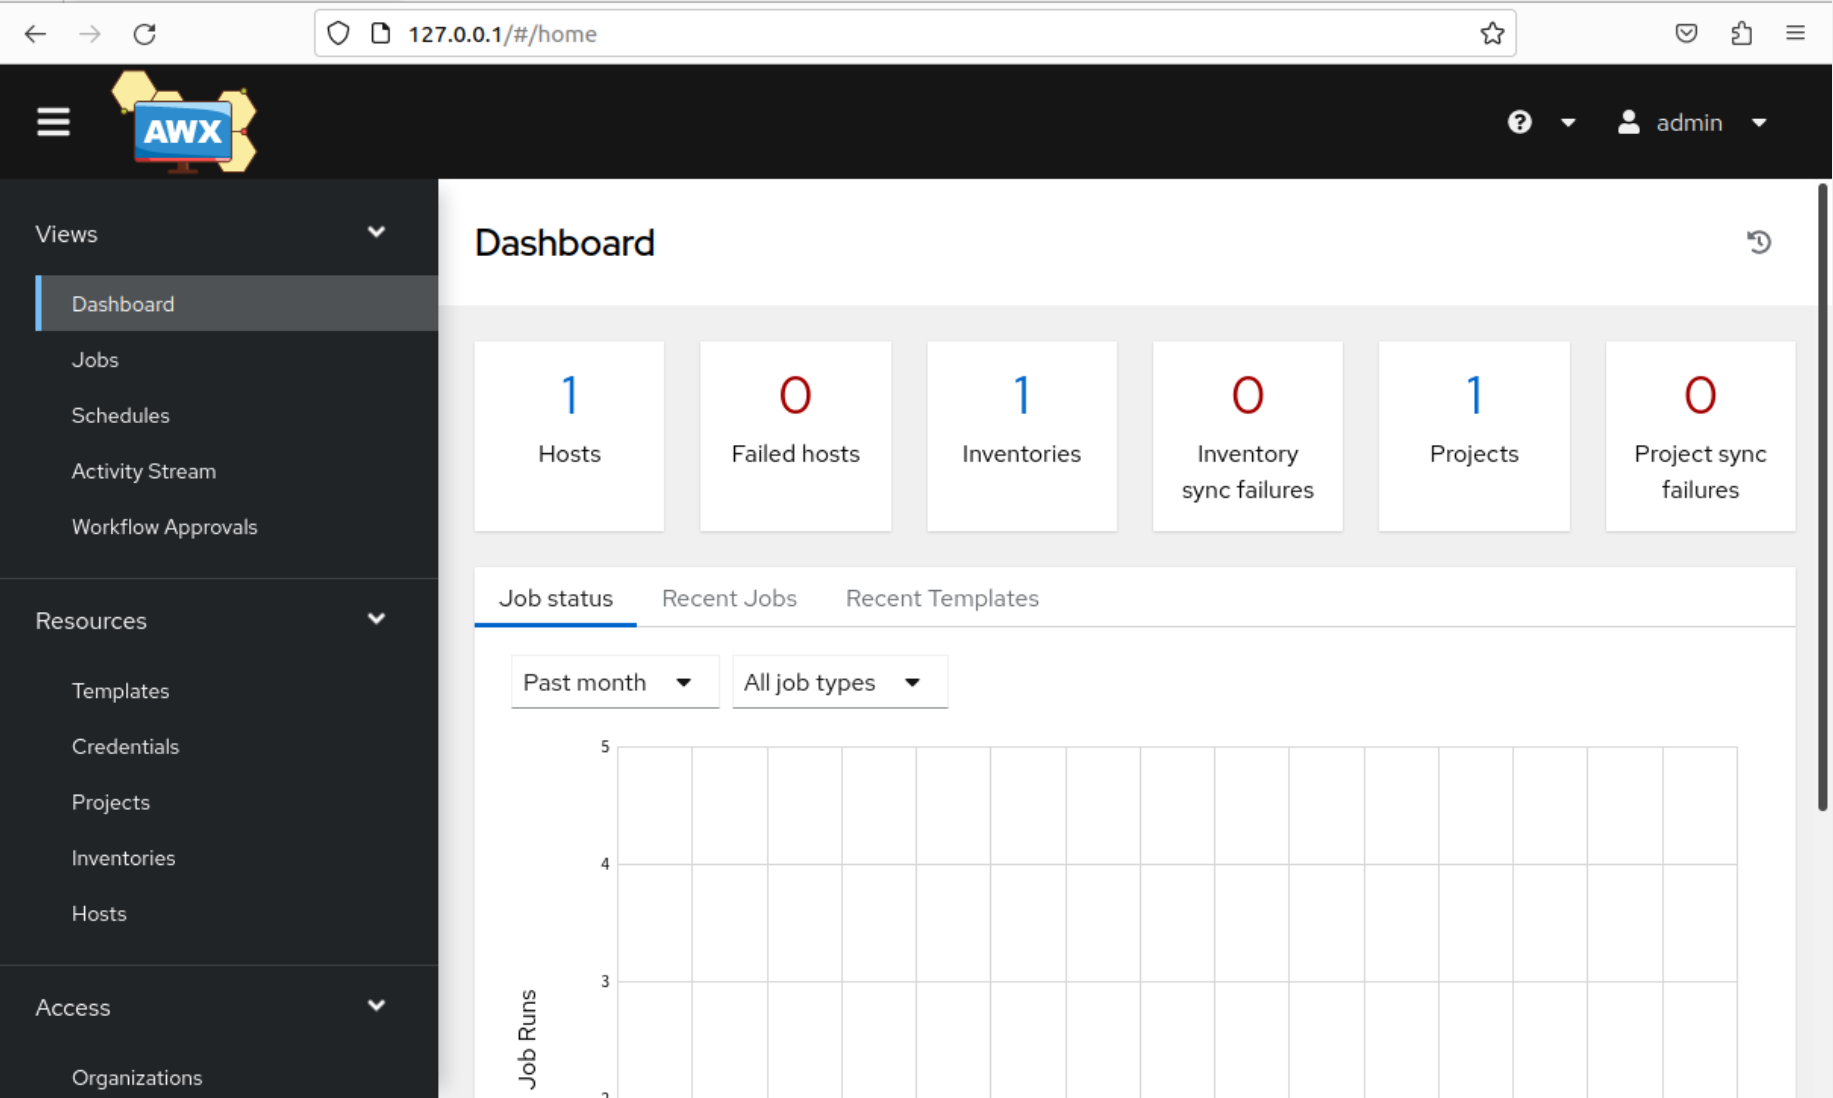 127.0.0.1/#/home
AWX
admin
Views
Dashboard
Jobs
Schedules
Activity Stream
Workflow Approvals
Resources
Templates
Credentials
Projects
Inventories
Hosts
Access
Organizations
Dashboard
1
Hosts
0
Failed hosts
1
Inventories
0
Inventory
sync failures
1
Projects
0
Project sync
failures
Job status
Recent Jobs
Recent Templates
Past month
All job types
5
4
3
Job Runs